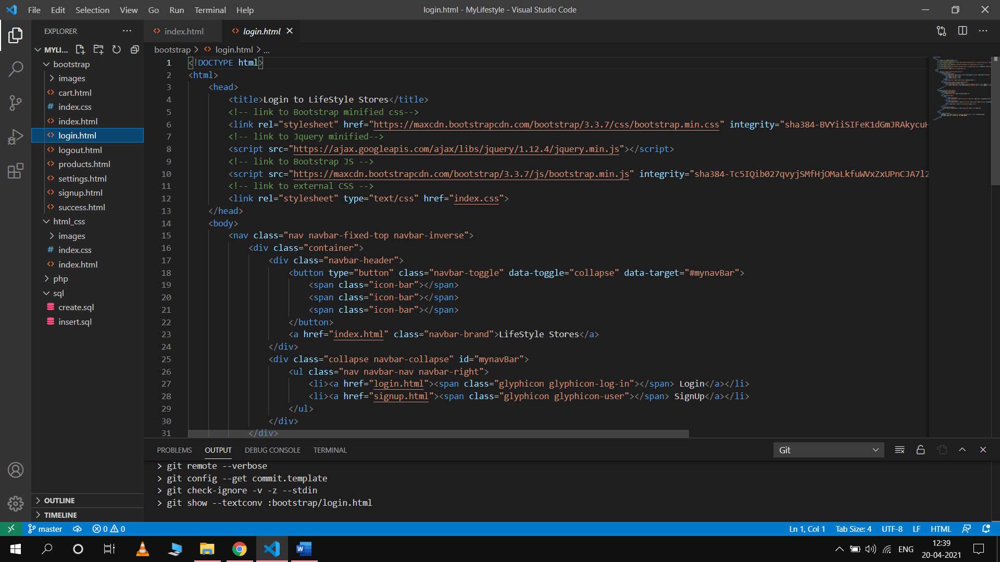 File Edit Selection View Go Run Terminal Help
login.html - MyLifestyle - Visual Studio Code
EXPLORER
MYLI...
bootstrap
images
cart.html
index.css
index.html
login.html
logout.html
products.html
settings.html
signup.html
success.html
html_css
images
index.css
index.html
php
sql
create.sql
insert.sql
OUTLINE
TIMELINE
index.html login.html
bootstrap > login.html > ...
1 <!DOCTYPE html>
2 <html>
3 <head>
4 <title>Login to LifeStyle Stores</title>
5 <!-- link to Bootstrap minified css-->
6 <link rel="stylesheet" href="https://maxcdn.bootstrapcdn.com/bootstrap/3.3.7/css/bootstrap.min.css" integrity="sha384-BVYiiSIFeK1dGmJRAkycuH
7 <!-- link to Jquery minified-->
8 <script src="https://ajax.googleapis.com/ajax/libs/jquery/1.12.4/jquery.min.js"></script>
9 <!-- link to Bootstrap JS -->
10 <script src="https://maxcdn.bootstrapcdn.com/bootstrap/3.3.7/js/bootstrap.min.js" integrity="sha384-Tc5IQib027qvyjSMfHjOMaLkfuWVxZxUPnCJA7l2
11 <!-- link to external CSS -->
12 <link rel="stylesheet" type="text/css" href="index.css">
13 </head>
14 <body>
15 <nav class="nav navbar-fixed-top navbar-inverse">
16 <div class="container">
17 <div class="navbar-header">
18 <button type="button" class="navbar-toggle" data-toggle="collapse" data-target="#mynavBar">
19 <span class="icon-bar"></span>
20 <span class="icon-bar"></span>
21 <span class="icon-bar"></span>
22 </button>
23 <a href="index.html" class="navbar-brand">LifeStyle Stores</a>
24 </div>
25 <div class="collapse navbar-collapse" id="mynavBar">
26 <ul class="nav navbar-nav navbar-right">
27 <li><a href="login.html"><span class="glyphicon glyphicon-log-in"></span> Login</a></li>
28 <li><a href="signup.html"><span class="glyphicon glyphicon-user"></span> SignUp</a></li>
29 </ul>
30 </div>
31 </div>
PROBLEMS OUTPUT DEBUG CONSOLE TERMINAL
Git
> git remote --verbose
> git config --get commit.template
> git check-ignore -v -z --stdin
> git show --textconv :bootstrap/login.html
master 0 0
Ln 1, Col 1 Tab Size: 4 UTF-8 LF HTML
ENG
12:39
20-04-2021